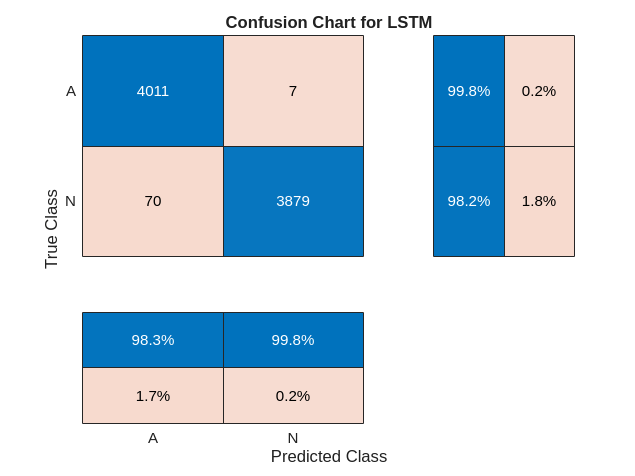 Confusion Chart for LSTM
A 4011 7 99.8% 0.2%
N 70 3879 98.2% 1.8%
True Class
98.3% 99.8%
1.7% 0.2%
A N
Predicted Class